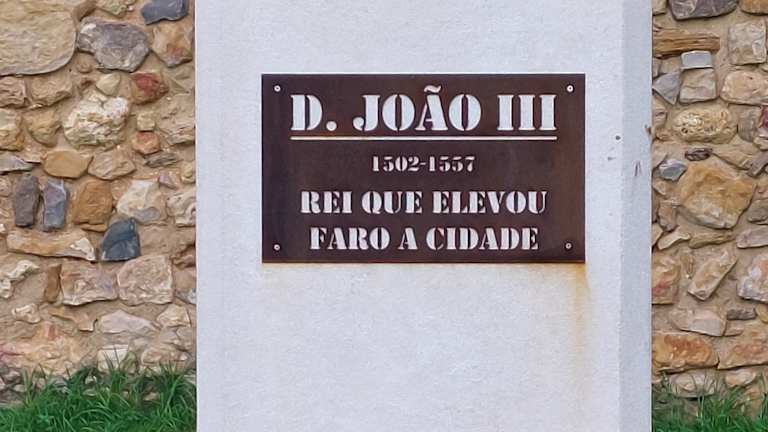 D. JOÃO III
1502-1557
REI QUE ELEVOU
FARO A CIDADE